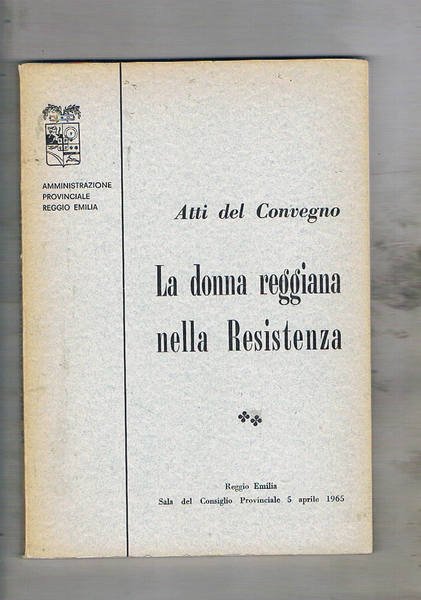 AMMINISTRAZIONE
PROVINCIALE
REGGIO EMILIA
Atti del Convegno
La donna reggiana
nella Resistenza
Reggio Emilia
Sala del Consiglio Provinciale 5 aprile 1965